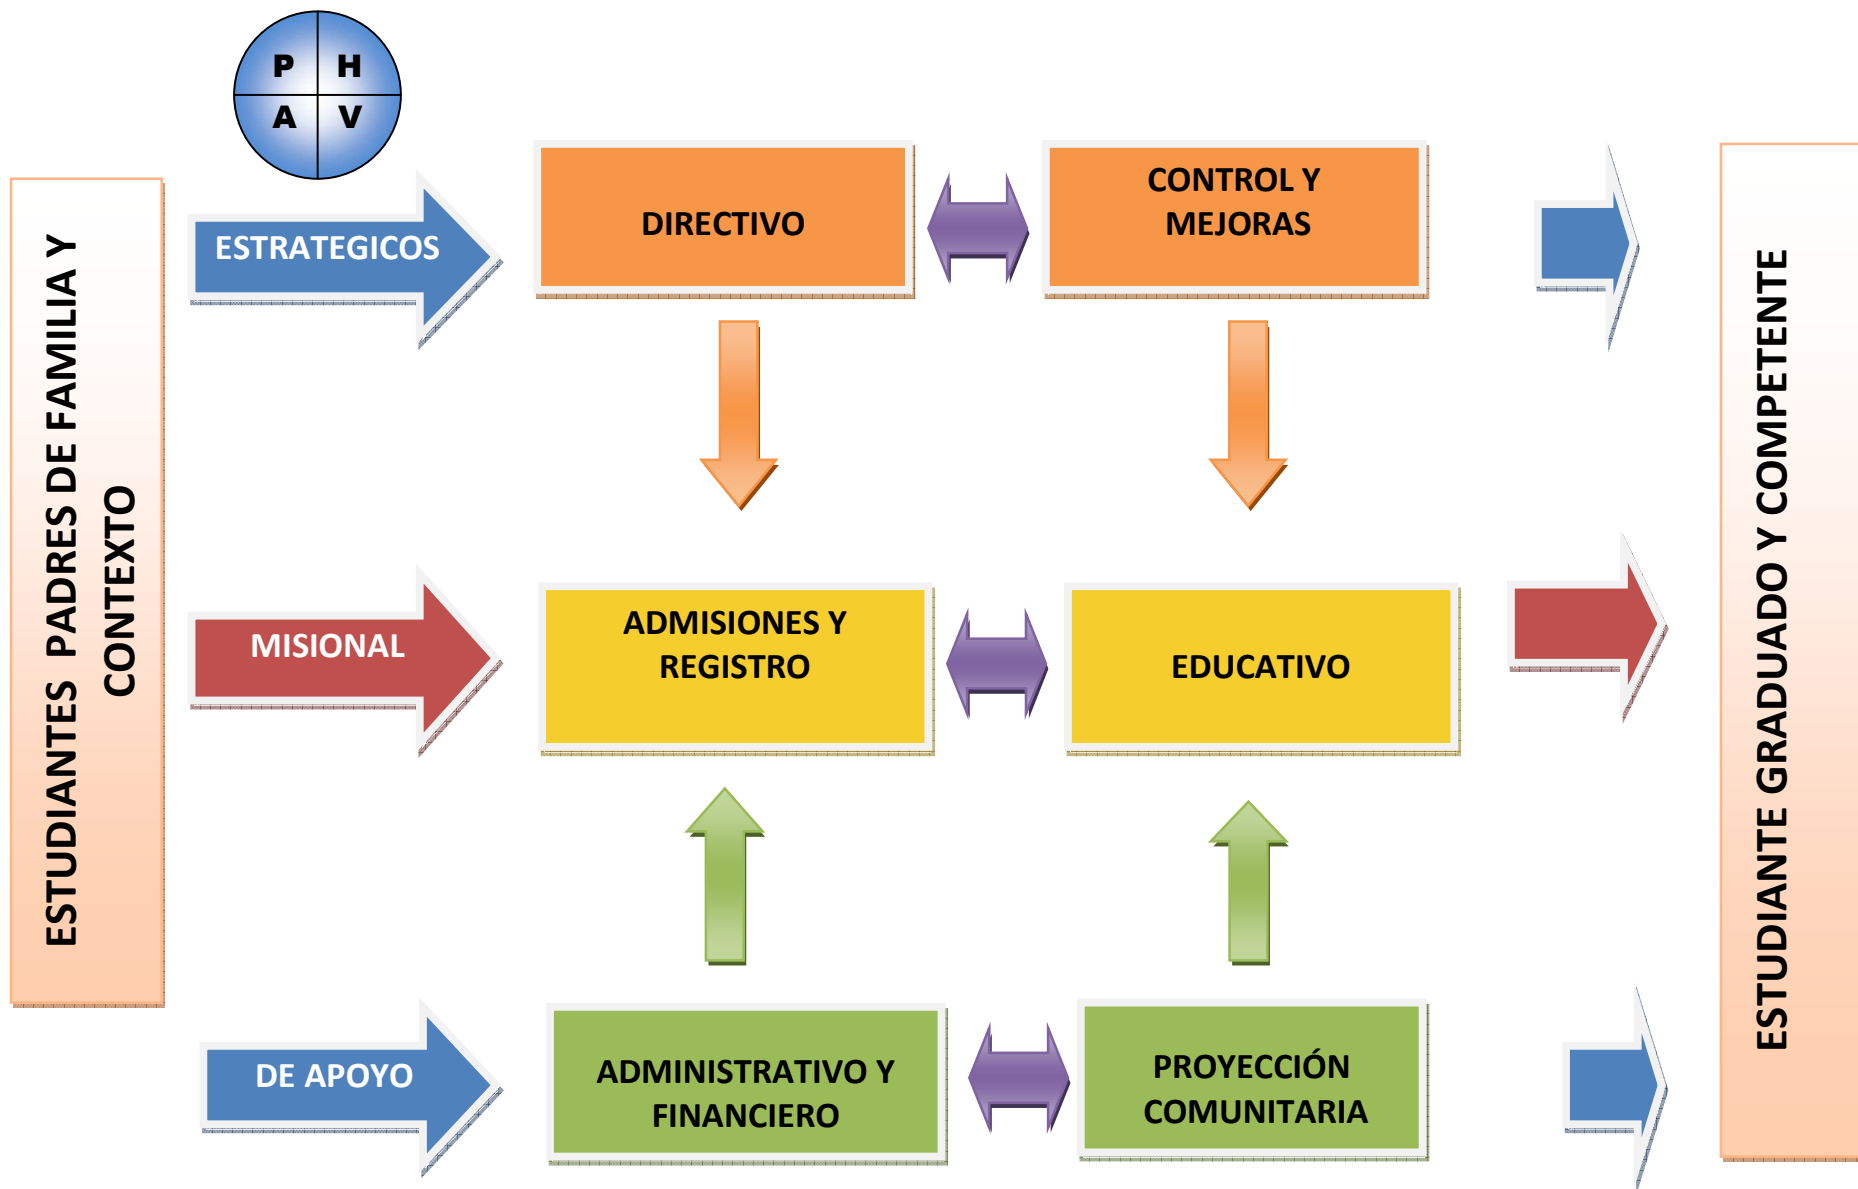 P H
A V
ESTUDIANTES PADRES DE FAMILIA Y
CONTEXTO
ESTRATEGICOS
DIRECTIVO
CONTROL Y
MEJORAS
MISIONAL
ADMISIONES Y
REGISTRO
EDUCATIVO
DE APOYO
ADMINISTRATIVO Y
FINANCIERO
PROYECCIÓN
COMUNITARIA
ESTUDIANTE GRADUADO Y COMPETENTE